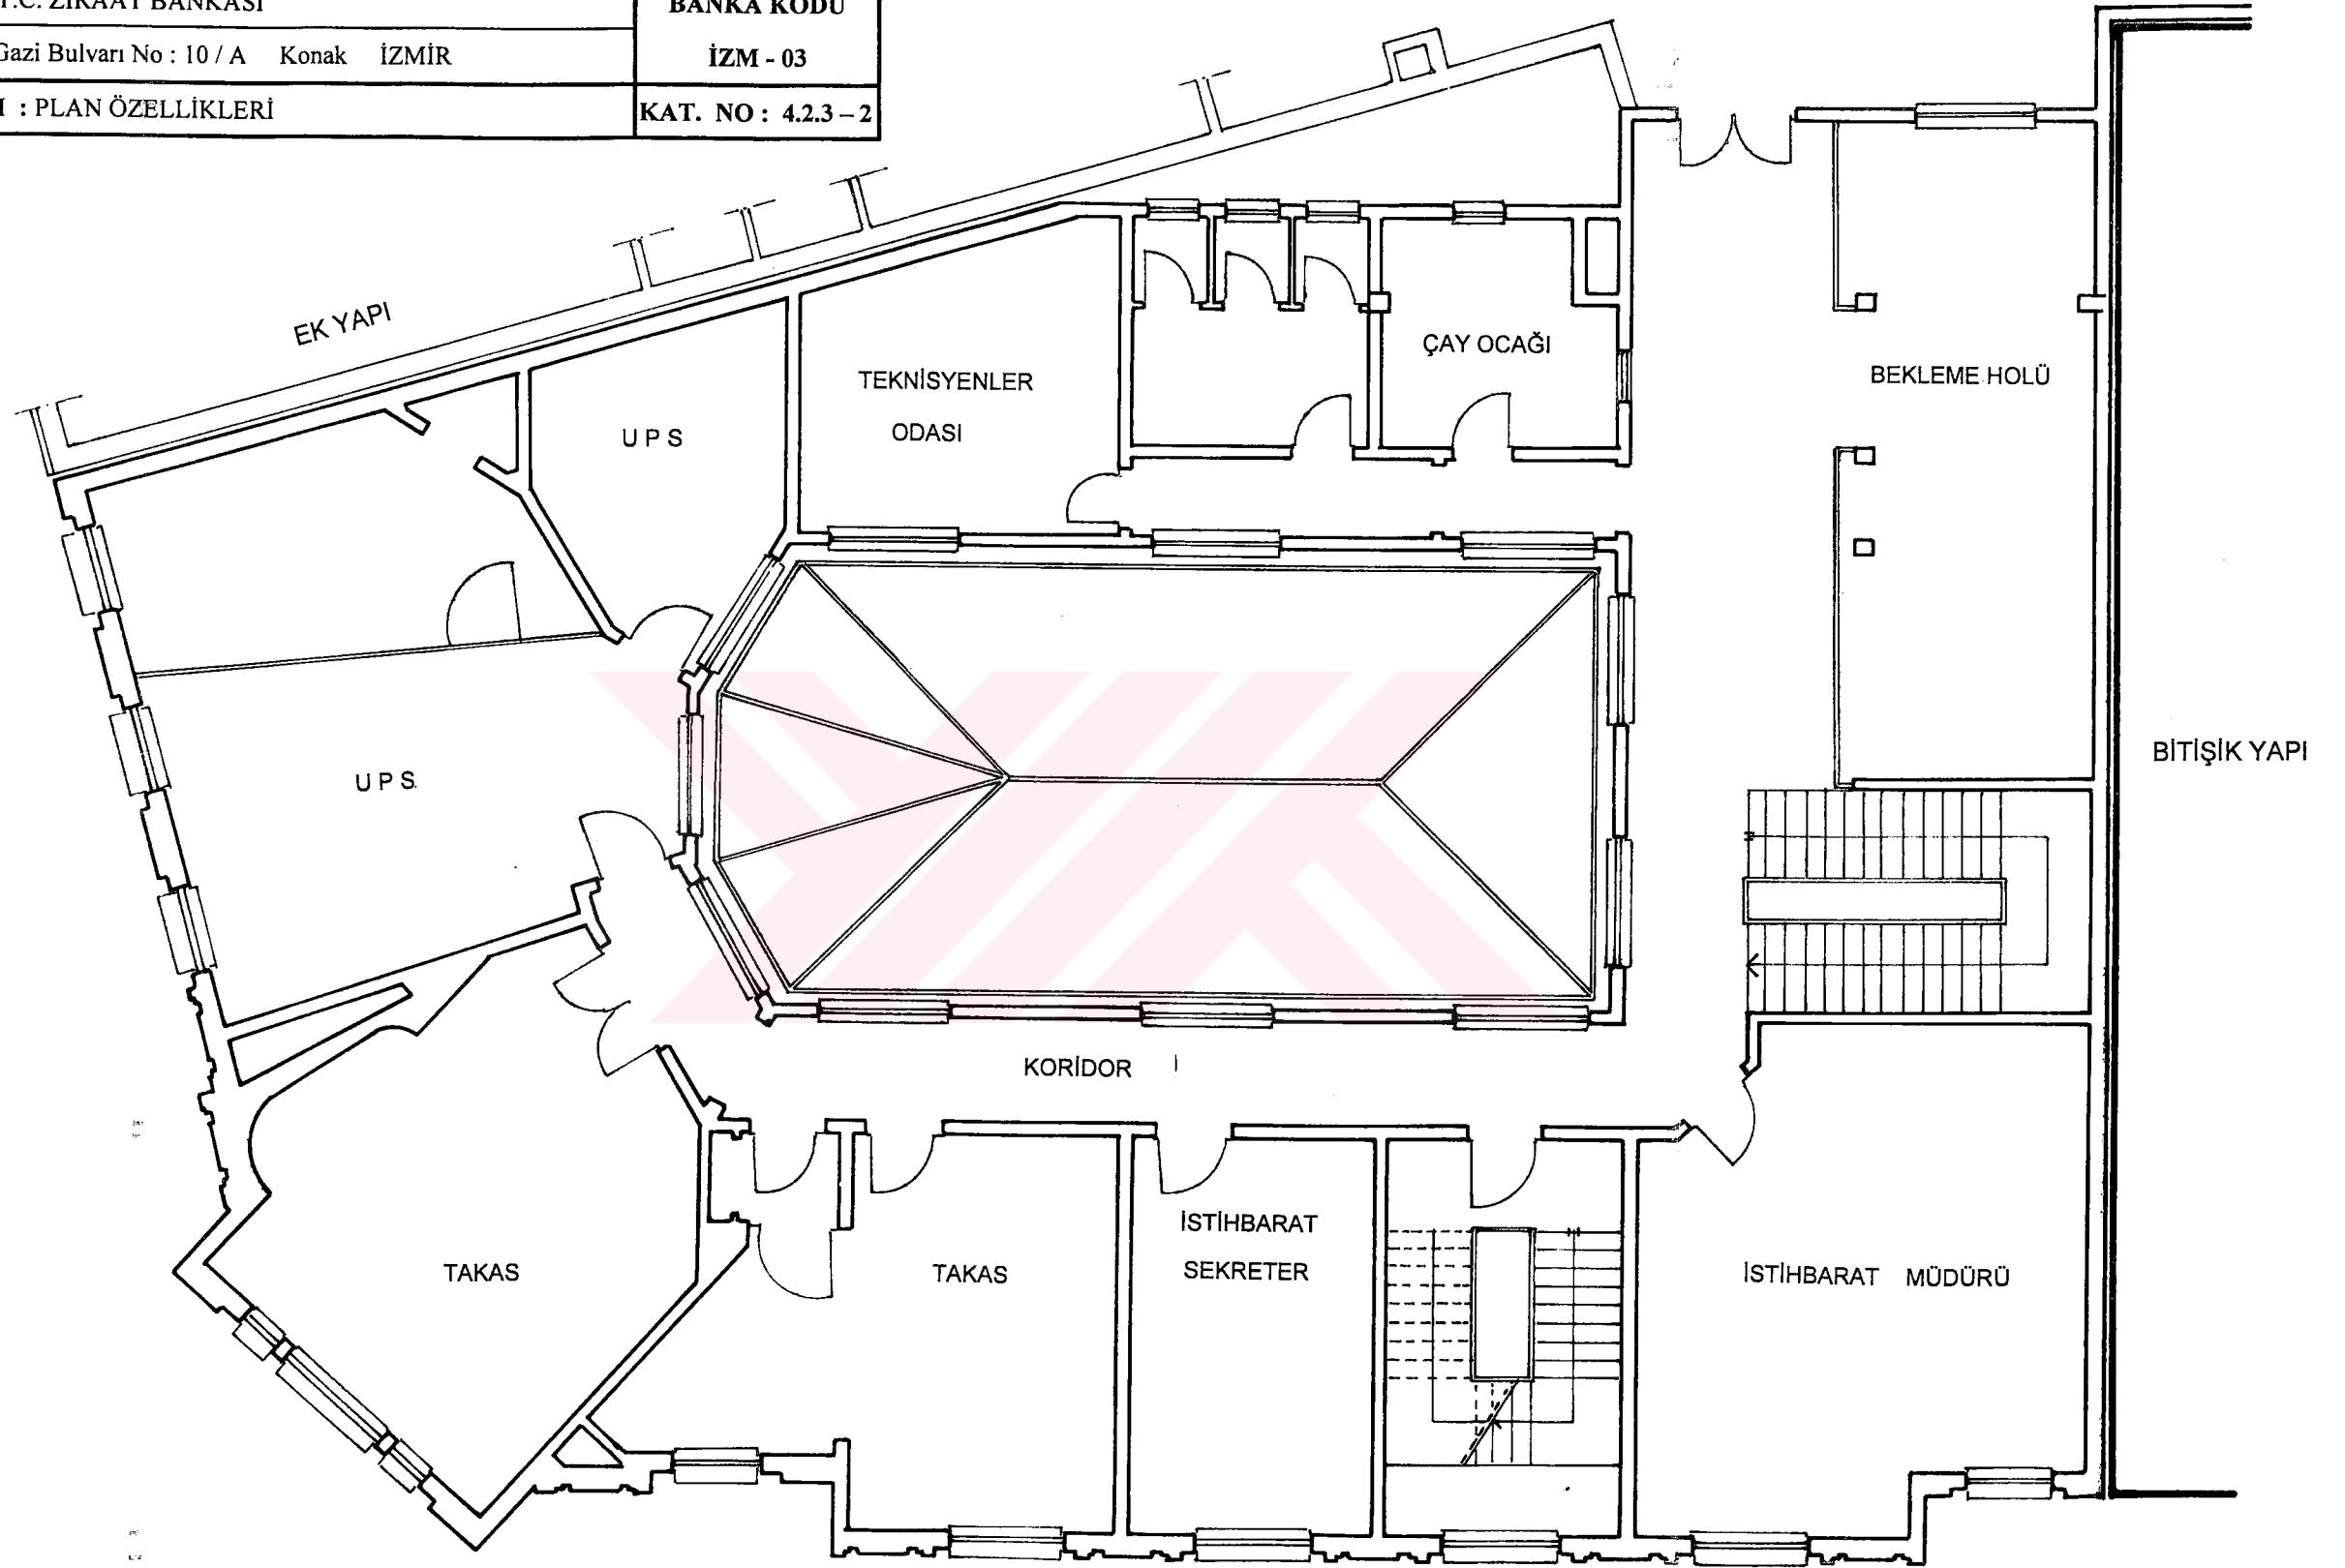 T.C. ZİRAAT BANKASI
BANKA KODU
Gazi Bulvarı No : 10 / A Konak İZMİR
İZM - 03
: PLAN ÖZELLİKLERİ
KAT. NO : 4.2.3 – 2
EK YAPI
U P S
TEKNİSYENLER
ODASI
ÇAY OCAĞI
BEKLEME HOLÜ
U P S
BİTİŞİK YAPI
KORİDOR
TAKAS
TAKAS
İSTİHBARAT
SEKRETER
İSTİHBARAT MÜDÜRÜ